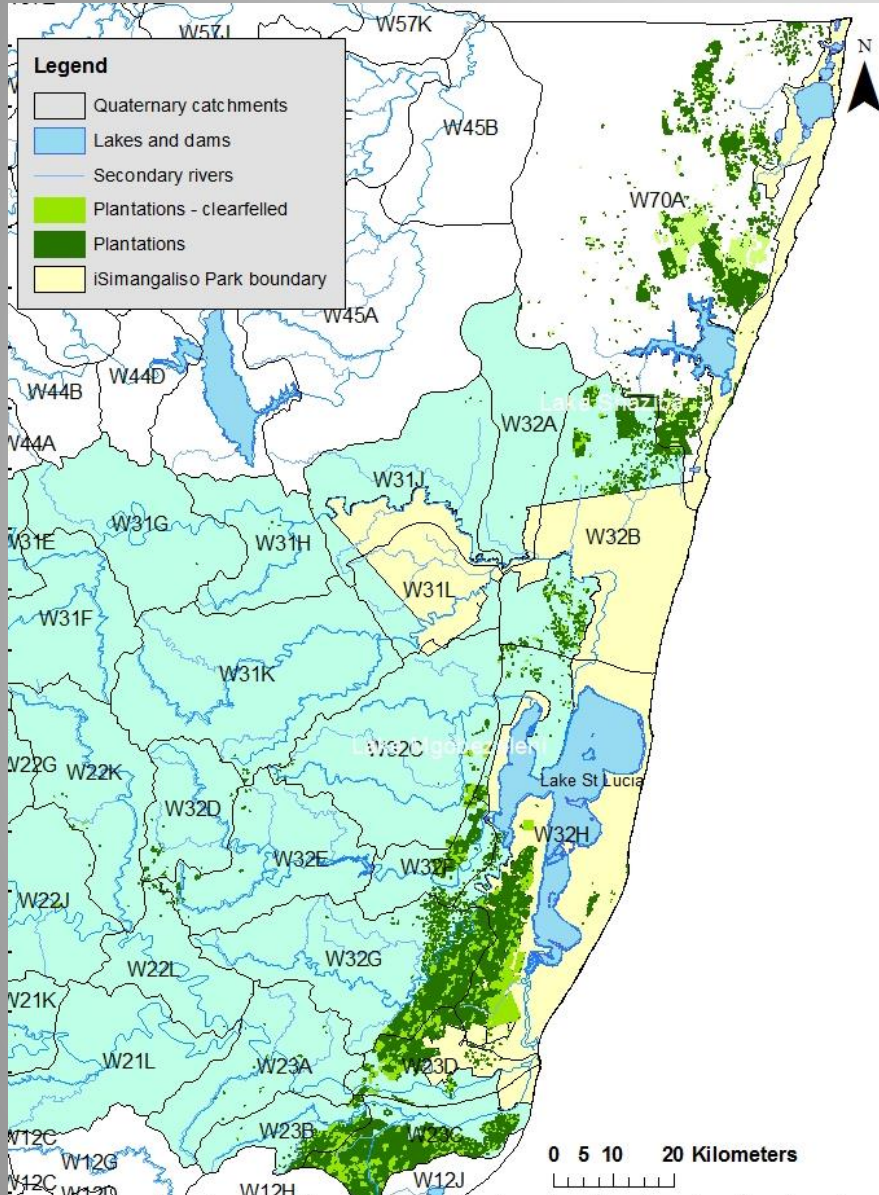 W57J
W57K
N
Legend
Quaternary catchments
Lakes and dams
Secondary rivers
Plantations - clearfelled
Plantations
iSimangaliso Park boundary
W45B
W70A
W45A
W44D
W44B
W44A
W32A
W31J
W31G
W31E
W31H
W32B
W31L
W31F
W31K
W32C
W22G
W22K
Lake St Lucia
W32D
W32H
W32E
W32F
W22J
W32G
W22L
W21K
W21L
W23A
W23D
W23B
W23C
W12C
W12G
W12C
W12H
W12J
0 5 10 20 Kilometers